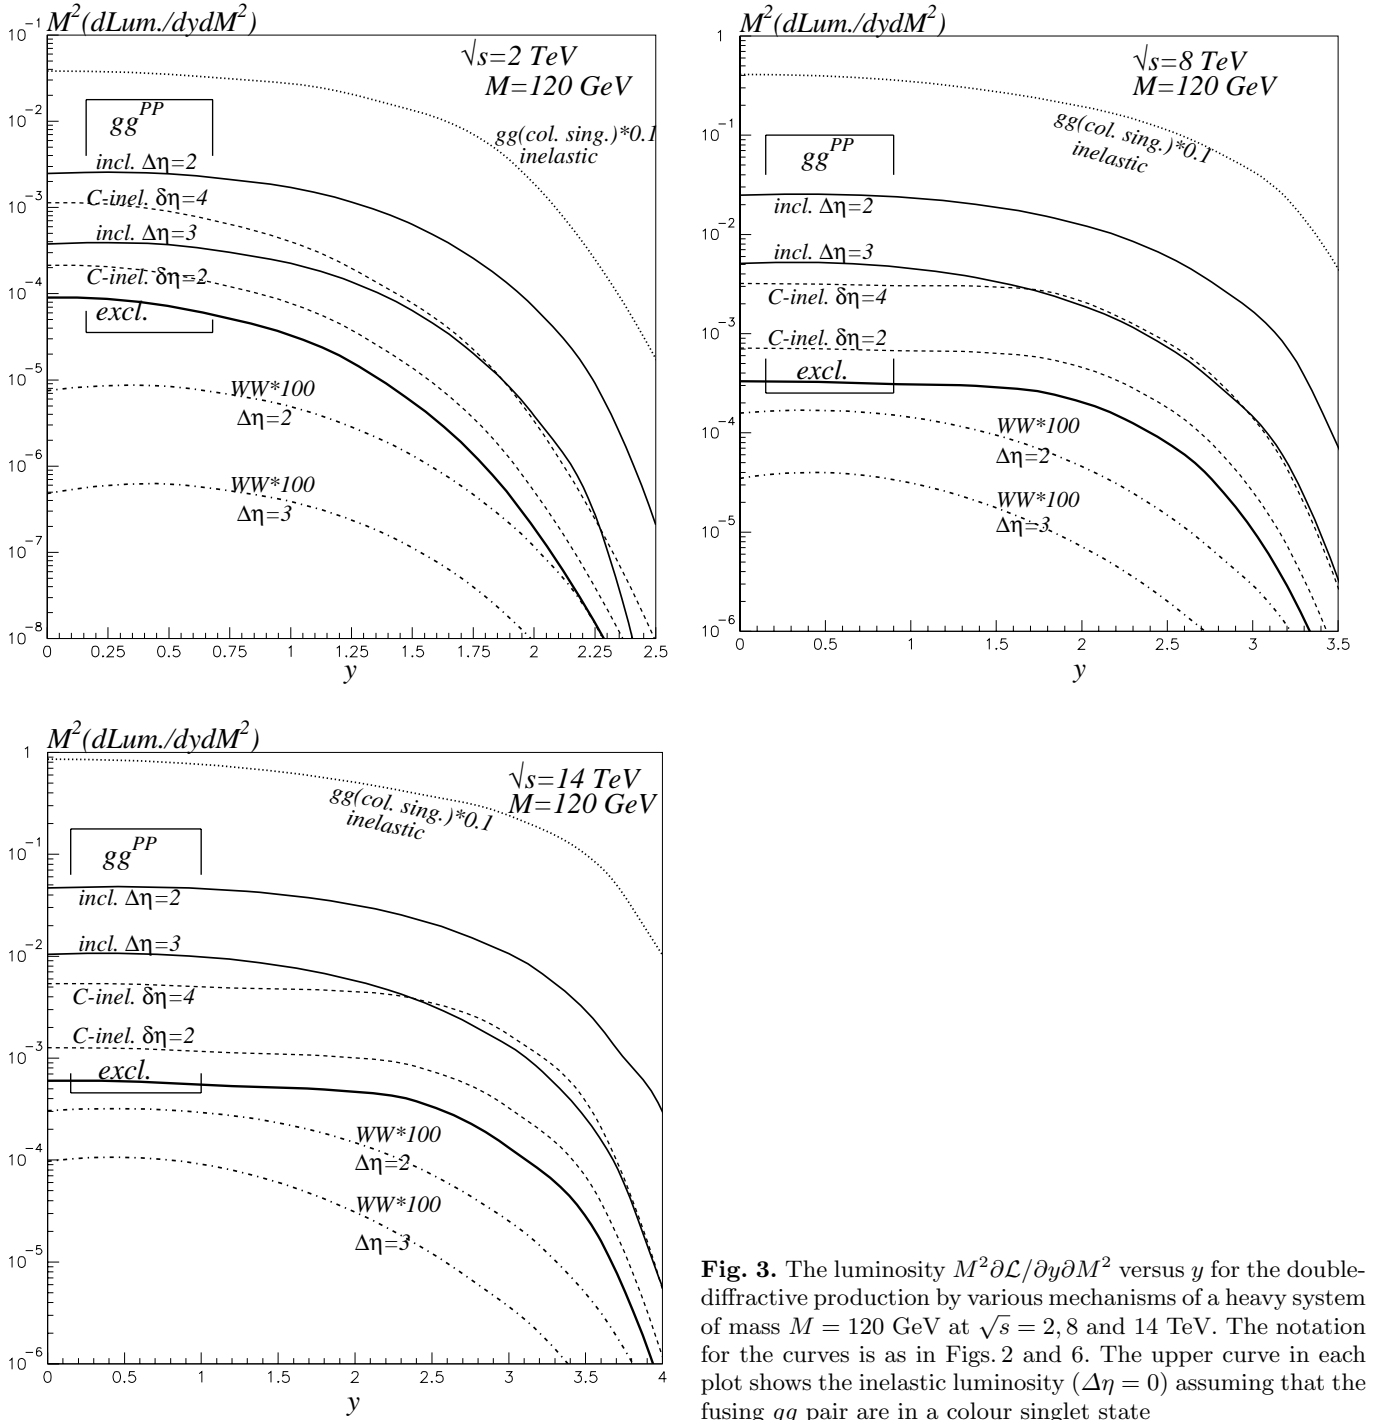 M²(dLum./dydM²)
√s=2 TeV
M=120 GeV
gg^PP
gg(col. sing.)*0.1
inelastic
incl. Δη=2
C-inel. δη=4
incl. Δη=3
C-inel. δη=2
excl.
WW*100
Δη=2
WW*100
Δη=3
10⁻¹
10⁻²
10⁻³
10⁻⁴
10⁻⁵
10⁻⁶
10⁻⁷
10⁻⁸
0 0.25 0.5 0.75 1 1.25 1.5 1.75 2 2.25 2.5
y
M²(dLum./dydM²)
√s=8 TeV
M=120 GeV
gg(col. sing.)*0.1
inelastic
gg^PP
incl. Δη=2
incl. Δη=3
C-inel. δη=4
C-inel. δη=2
excl.
WW*100
Δη=2
WW*100
Δη=3
1
10⁻¹
10⁻²
10⁻³
10⁻⁴
10⁻⁵
10⁻⁶
0 0.5 1 1.5 2 2.5 3 3.5
y
M²(dLum./dydM²)
√s=14 TeV
M=120 GeV
gg(col. sing.)*0.1
inelastic
gg^PP
incl. Δη=2
incl. Δη=3
C-inel. δη=4
C-inel. δη=2
excl.
WW*100
Δη=2
WW*100
Δη=3
1
10⁻¹
10⁻²
10⁻³
10⁻⁴
10⁻⁵
10⁻⁶
0 0.5 1 1.5 2 2.5 3 3.5 4
y
Fig. 3. The luminosity M²∂ℒ/∂y∂M² versus y for the double-
diffractive production by various mechanisms of a heavy system
of mass M = 120 GeV at √s = 2, 8 and 14 TeV. The notation
for the curves is as in Figs. 2 and 6. The upper curve in each
plot shows the inelastic luminosity (Δη = 0) assuming that the
fusing gg pair are in a colour singlet state